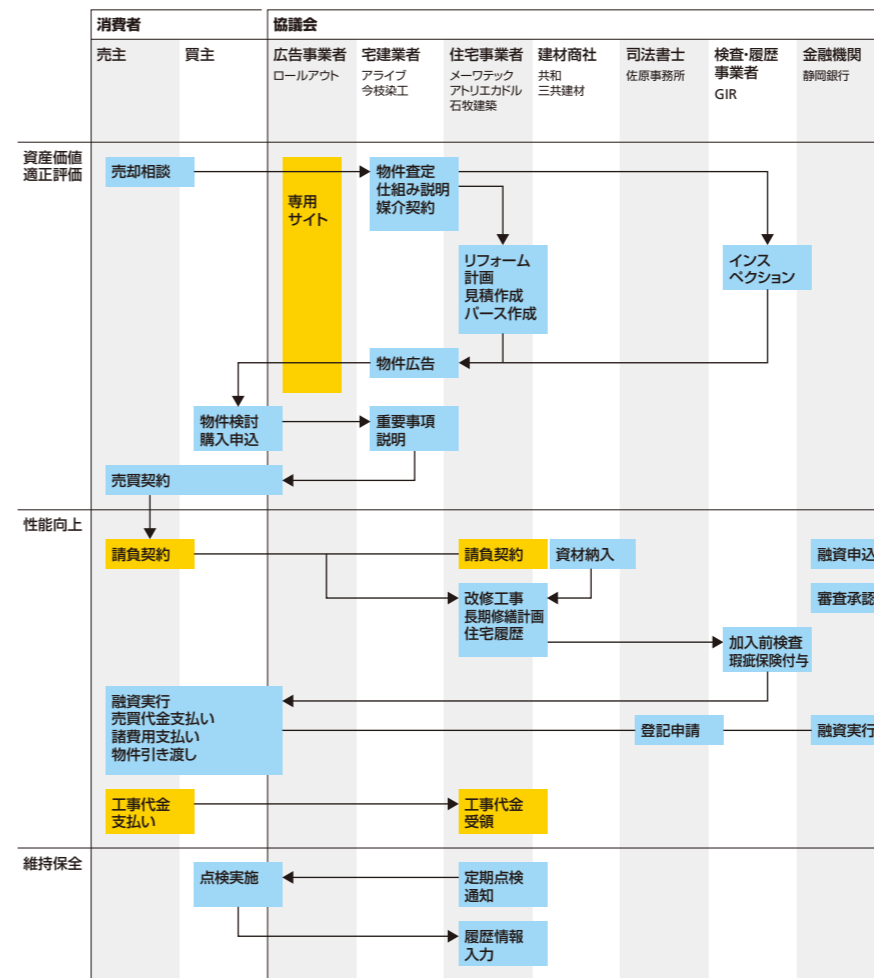 消費者
協議会
売主
買主
広告事業者
ロールアウト
宅建業者
アライブ
今枝染工
住宅事業者
メーワテック
アトリエカドル
石牧建築
建材商社
共和
三共建材
司法書士
佐原事務所
検査・履歴
事業者
GIR
金融機関
静岡銀行
資産価値
適正評価
売却相談
専用
サイト
物件査定
仕組み説明
媒介契約
リフォーム
計画
見積作成
パース作成
インス
ペクション
物件広告
物件検討
購入申込
重要事項
説明
売買契約
性能向上
請負契約
請負契約
資材納入
融資申込
改修工事
長期修繕計画
住宅履歴
審査承認
加入前検査
瑕疵保険付与
融資実行
売買代金支払い
諸費用支払い
物件引き渡し
登記申請
融資実行
工事代金
支払い
工事代金
受領
維持保全
点検実施
定期点検
通知
履歴情報
入力